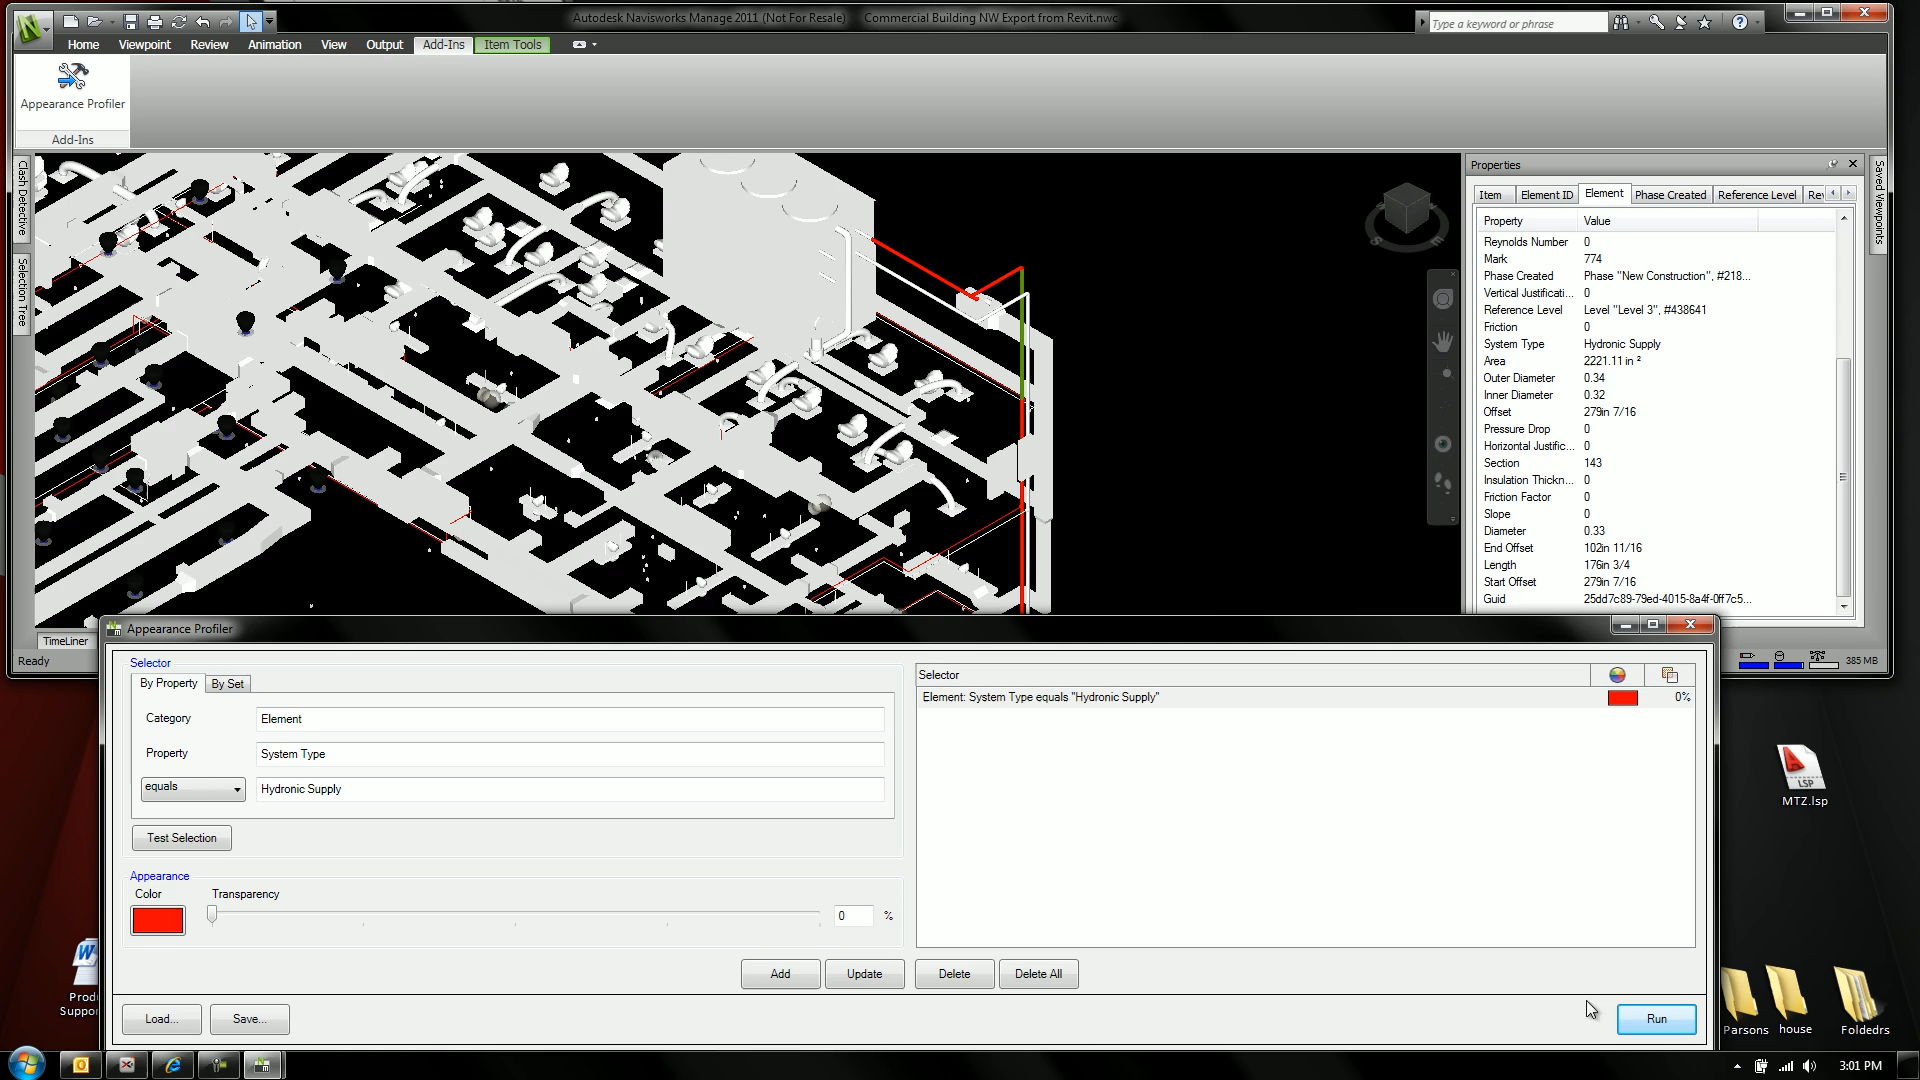 Autodesk Navisworks Manage 2011 (Not For Resale)    Commercial Building NW Export from Revit.nwc
Type a keyword or phrase
Home Viewpoint Review Animation View Output Add-Ins Item Tools
Appearance Profiler
Add-Ins
Clash Detective
Selection Tree
Properties
Saved Viewpoints
Item Element ID Element Phase Created Reference Level Rev
Property Value
Reynolds Number 0
Mark 774
Phase Created Phase "New Construction", #218...
Vertical Justificati... 0
Reference Level Level "Level 3", #438641
Friction 0
System Type Hydronic Supply
Area 2221.11 in ²
Outer Diameter 0.34
Inner Diameter 0.32
Offset 279in 7/16
Pressure Drop 0
Horizontal Justific... 0
Section 143
Insulation Thickn... 0
Friction Factor 0
Slope 0
Diameter 0.33
End Offset 102in 11/16
Length 176in 3/4
Start Offset 279in 7/16
Guid 25dd7c89-79ed-4015-8a4f-0ff7c5...
TimeLiner
Ready
385 MB
Appearance Profiler
Selector
By Property By Set
Category Element
Property System Type
equals Hydronic Supply
Test Selection
Appearance
Color Transparency
0 %
Selector
Element: System Type equals "Hydronic Supply" 0%
Add Update Delete Delete All
Load... Save... Run
LSP
MTZ.lsp
Produ
Suppor
Parsons house Foldedrs
3:01 PM